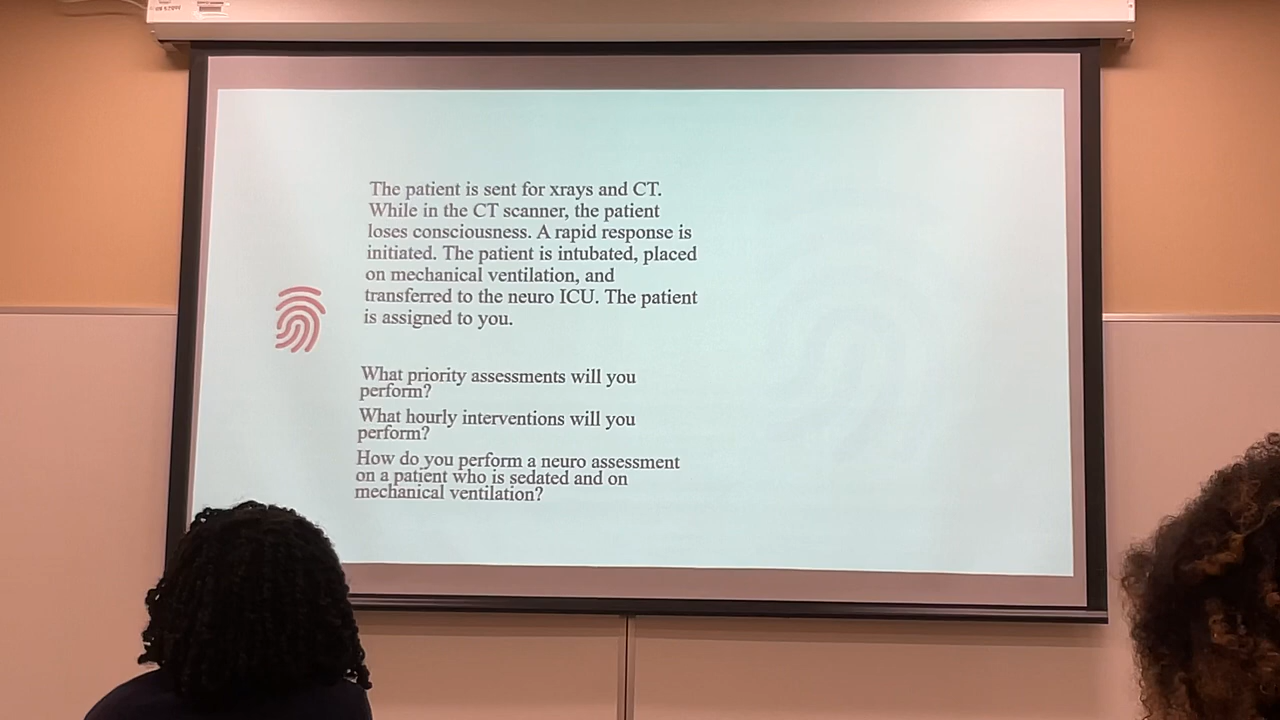 The patient is sent for xrays and CT.
While in the CT scanner, the patient
loses consciousness. A rapid response is
initiated. The patient is intubated, placed
on mechanical ventilation, and
transferred to the neuro ICU. The patient
is assigned to you.
What priority assessments will you
perform?
What hourly interventions will you
perform?
How do you perform a neuro assessment
on a patient who is sedated and on
mechanical ventilation?